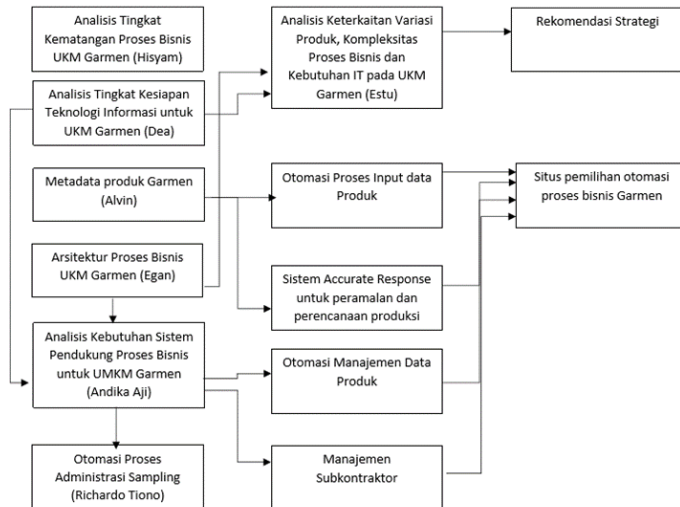 Analisis Tingkat
Kematangan Proses Bisnis
UKM Garmen (Hisyam)
Analisis Tingkat Kesiapan
Teknologi Informasi untuk
UKM Garmen (Dea)
Metadata produk Garmen
(Alvin)
Arsitektur Proses Bisnis
UKM Garmen (Egan)
Analisis Kebutuhan Sistem
Pendukung Proses Bisnis
untuk UMKM Garmen
(Andika Aji)
Otomasi Proses
Administrasi Sampling
(Richardo Tiono)
Analisis Keterkaitan Variasi
Produk, Kompleksitas
Proses Bisnis dan
Kebutuhan IT pada UKM
Garmen (Estu)
Otomasi Proses Input data
Produk
Sistem Accurate Response
untuk peramalan dan
perencanaan produksi
Otomasi Manajemen Data
Produk
Manajemen
Subkontraktor
Rekomendasi Strategi
Situs pemilihan otomasi
proses bisnis Garmen